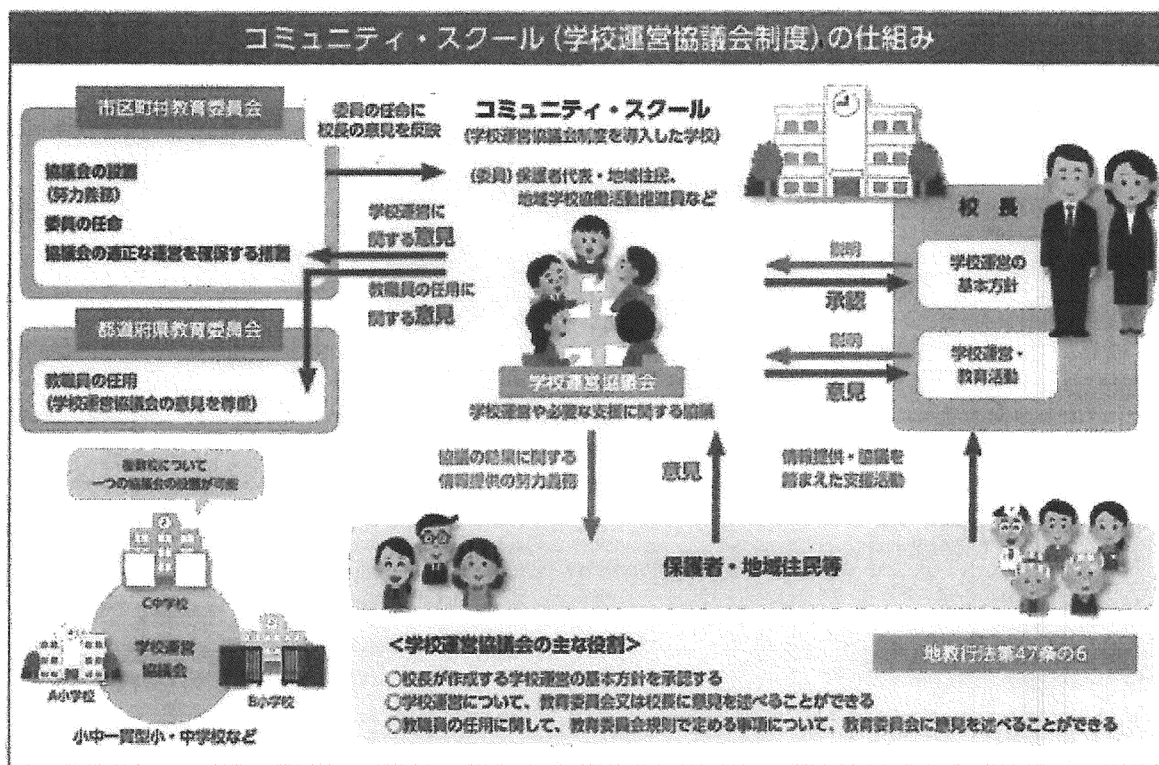 コミュニティ・スクール(学校運営協議会制度)の仕組み
市区町村教育委員会
協議会の設置
(努力義務)
委員の任命
協議会の適正な運営を確保する措置
都道府県教育委員会
教職員の任用
(学校運営協議会の意見を尊重)
委員の任命に
校長の意見を反映
学校運営に
関する意見
教職員の任用に
関する意見
コミュニティ・スクール
(学校運営協議会制度を導入した学校)
(委員)保護者代表・地域住民、
地域学校協働活動推進員など
学校運営協議会
学校運営や必要な支援に関する協議
校長
説明
承認
学校運営の
基本方針
説明
意見
学校運営・
教育活動
協議の結果に関する
情報提供の努力義務
意見
情報提供・協議を
踏まえた支援活動
保護者・地域住民等
複数校について
一つの協議会の設置が可能
C中学校
学校運営
協議会
A小学校
B小学校
小中一貫型小・中学校など
<学校運営協議会の主な役割>
地教行法第47条の6
○校長が作成する学校運営の基本方針を承認する
○学校運営について、教育委員会又は校長に意見を述べることができる
○教職員の任用に関して、教育委員会規則で定める事項について、教育委員会に意見を述べることができる